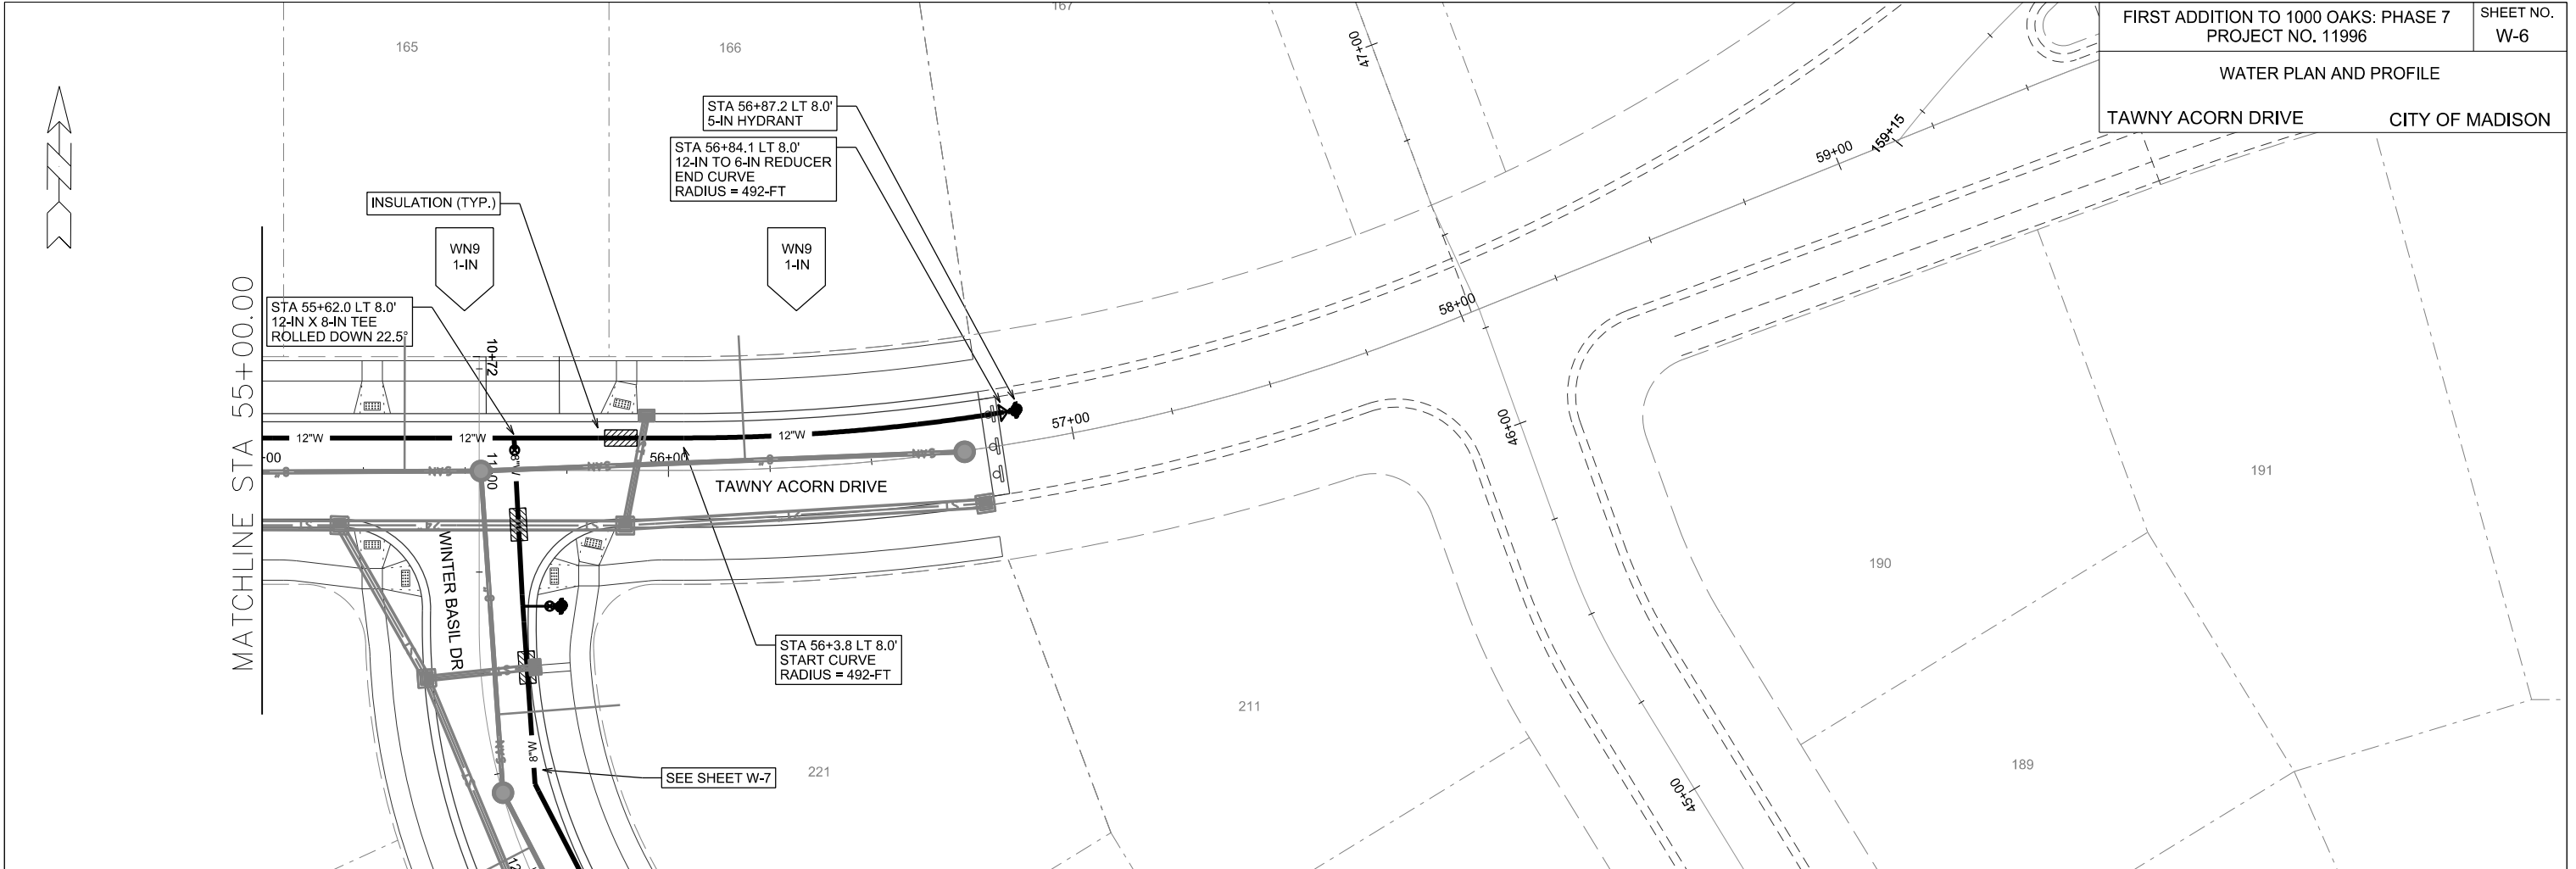 FIRST ADDITION TO 1000 OAKS: PHASE 7
PROJECT NO. 11996
SHEET NO.
W-6
WATER PLAN AND PROFILE
TAWNY ACORN DRIVE
CITY OF MADISON
165
166
167
47+00
STA 56+87.2 LT 8.0'
5-IN HYDRANT
STA 56+84.1 LT 8.0'
12-IN TO 6-IN REDUCER
END CURVE
RADIUS = 492-FT
59+00
159+15
INSULATION (TYP.)
WN9
1-IN
WN9
1-IN
STA 55+62.0 LT 8.0'
12-IN X 8-IN TEE
ROLLED DOWN 22.5°
MATCHLINE STA 55+00.00
10+72
58+00
57+00
46+00
12"W
12"W
12"W
+00
SAN
SAN
SAN
11+00
56+00
TAWNY ACORN DRIVE
191
190
WINTER BASIL DR
STA 56+3.8 LT 8.0'
START CURVE
RADIUS = 492-FT
211
SAN
8"W
SEE SHEET W-7
221
189
45+00